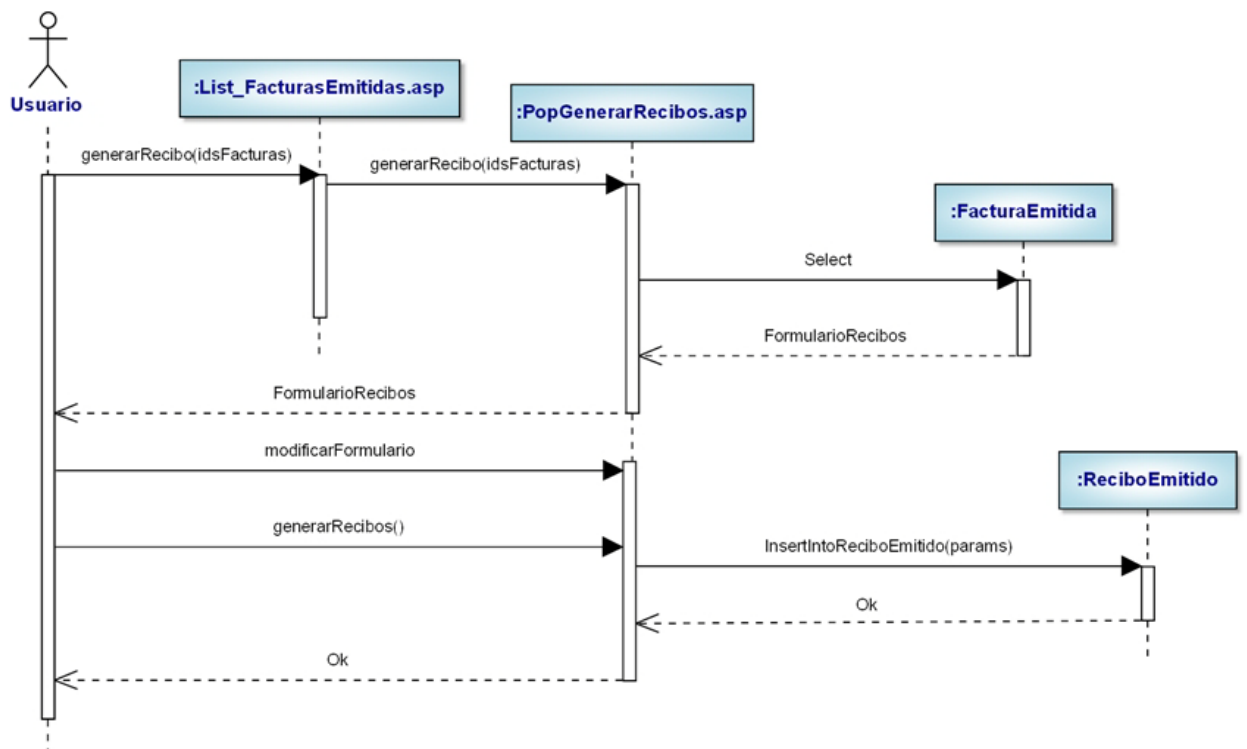 Usuario
:List_FacturasEmitidas.asp
:PopGenerarRecibos.asp
generarRecibo(idsFacturas)
generarRecibo(idsFacturas)
:FacturaEmitida
Select
FormularioRecibos
FormularioRecibos
modificarFormulario
:ReciboEmitido
generarRecibos()
InsertIntoReciboEmitido(params)
Ok
Ok